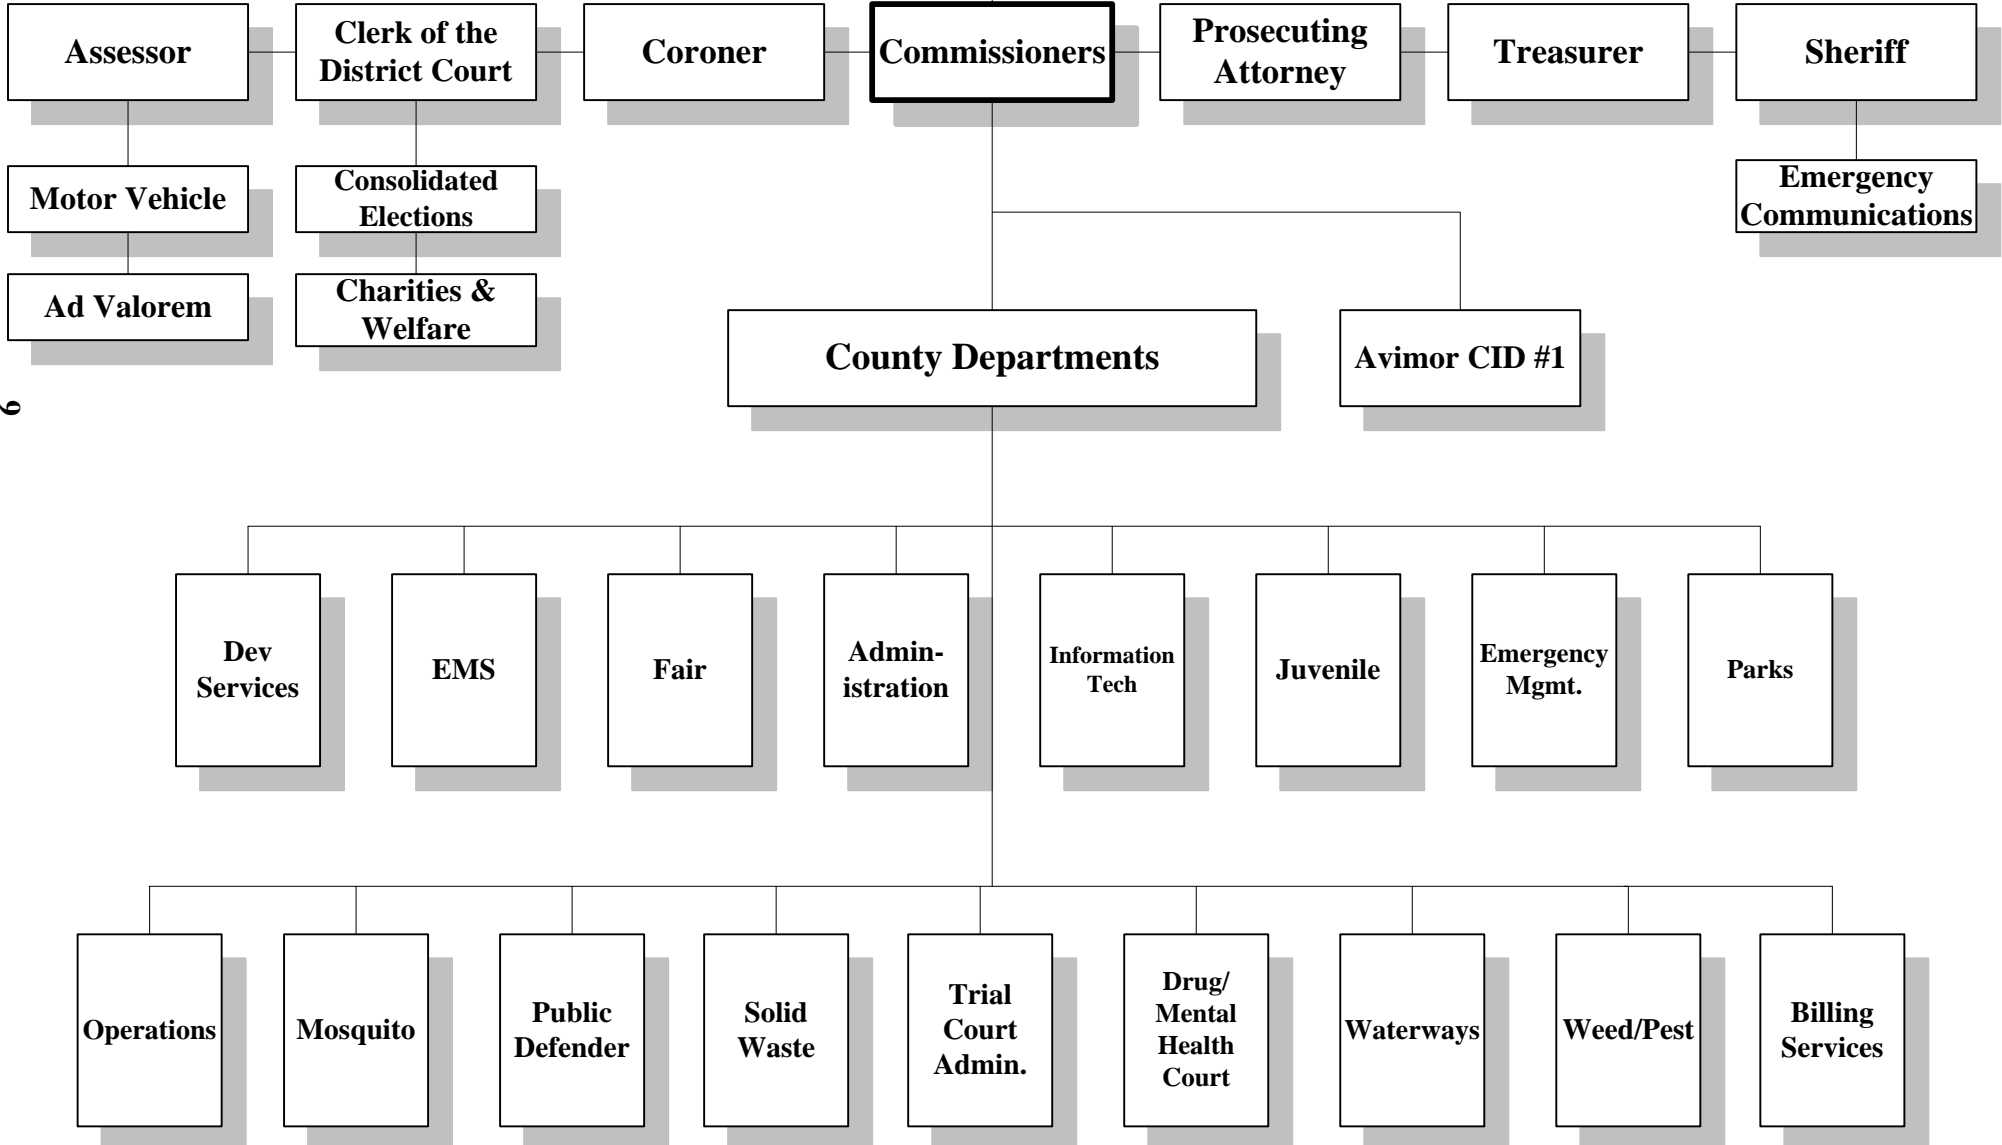 Assessor
Clerk of the
District Court
Coroner
Commissioners
Prosecuting
Attorney
Treasurer
Sheriff
Motor Vehicle
Consolidated
Elections
Emergency
Communications
Ad Valorem
Charities &
Welfare
County Departments
Avimor CID #1
9
Dev
Services
EMS
Fair
Admin-
istration
Information
Tech
Juvenile
Emergency
Mgmt.
Parks
Operations
Mosquito
Public
Defender
Solid
Waste
Trial
Court
Admin.
Drug/
Mental
Health
Court
Waterways
Weed/Pest
Billing
Services